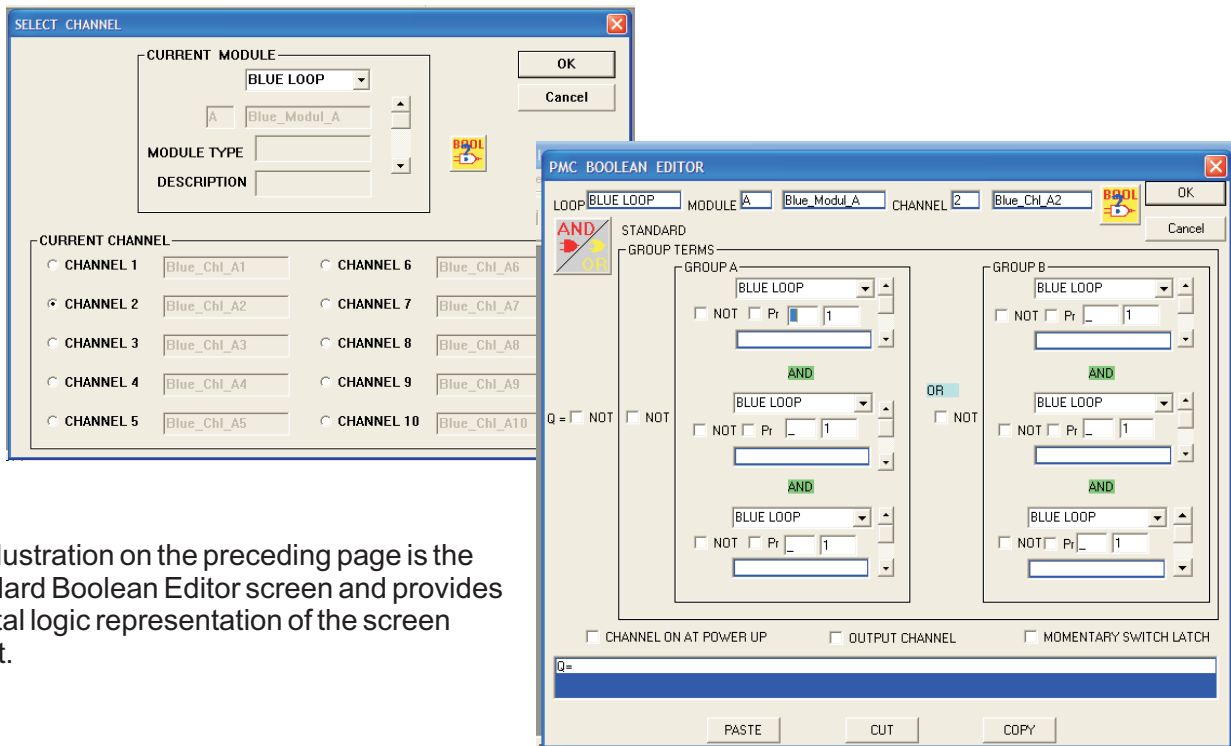 SELECT CHANNEL
CURRENT MODULE
BLUE LOOP
A Blue_Modul_A
MODULE TYPE
DESCRIPTION
OK
Cancel
BOOL
?
CURRENT CHANNEL
CHANNEL 1 Blue_Chl_A1 CHANNEL 6 Blue_Chl_A6
CHANNEL 2 Blue_Chl_A2 CHANNEL 7 Blue_Chl_A7
CHANNEL 3 Blue_Chl_A3 CHANNEL 8 Blue_Chl_A8
CHANNEL 4 Blue_Chl_A4 CHANNEL 9 Blue_Chl_A9
CHANNEL 5 Blue_Chl_A5 CHANNEL 10 Blue_Chl_A10
PMC BOOLEAN EDITOR
LOOP BLUE LOOP MODULE A Blue_Modul_A CHANNEL 2 Blue_Chl_A2
BOOL
?
OK
Cancel
AND
OR
STANDARD
GROUP TERMS
GROUP A GROUP B
BLUE LOOP BLUE LOOP
NOT Pr 1 NOT Pr _ 1
AND AND
OR
BLUE LOOP BLUE LOOP
Q = NOT NOT NOT Pr _ 1 NOT NOT Pr _ 1
AND AND
BLUE LOOP BLUE LOOP
NOT Pr _ 1 NOT Pr _ 1
CHANNEL ON AT POWER UP OUTPUT CHANNEL MOMENTARY SWITCH LATCH
Q=
PASTE CUT COPY
lustration on the preceding page is the
dard Boolean Editor screen and provides
tal logic representation of the screen
t.